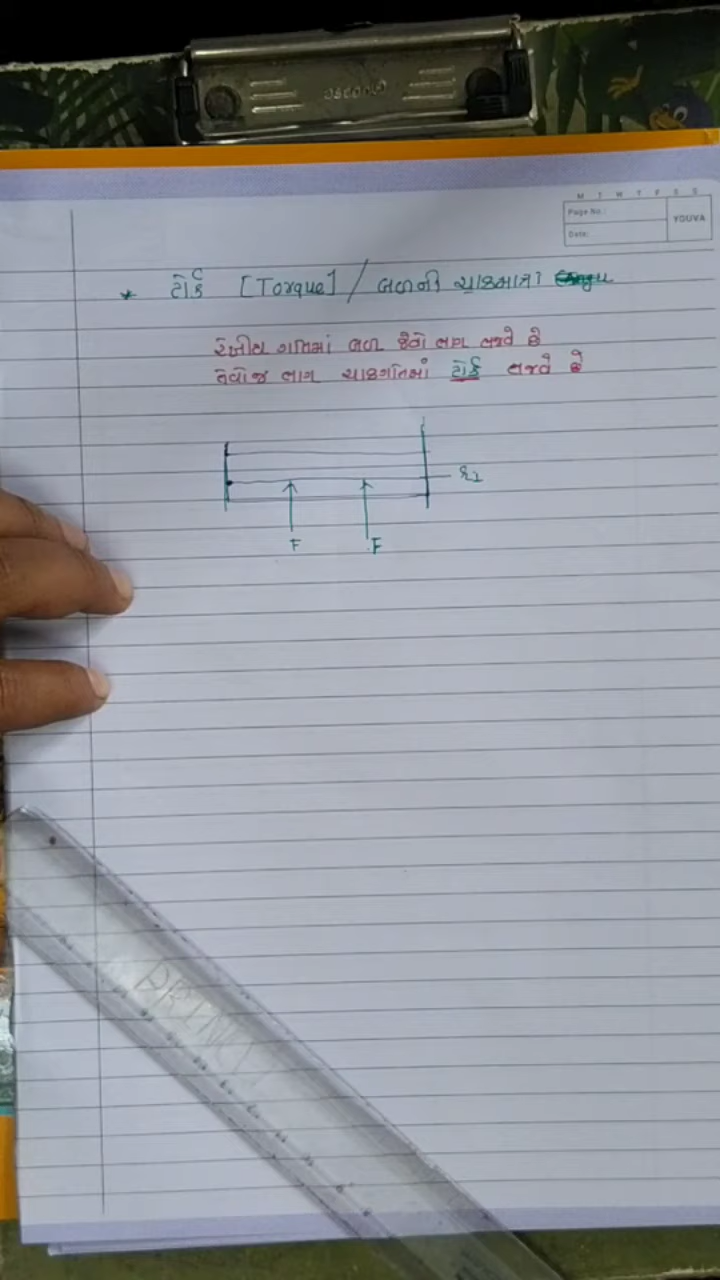 M T W T F S S
Page No.:
YOUVA
Date:
* ટોર્ક [Torque] / બળની ચાકમાત્રા
રેખીય ગતિમાં બળ જેવો ભાગ ભજવે છે
તેવોજ ભાગ ચાકગતિમાં ટોર્ક ભજવે છે
F
F